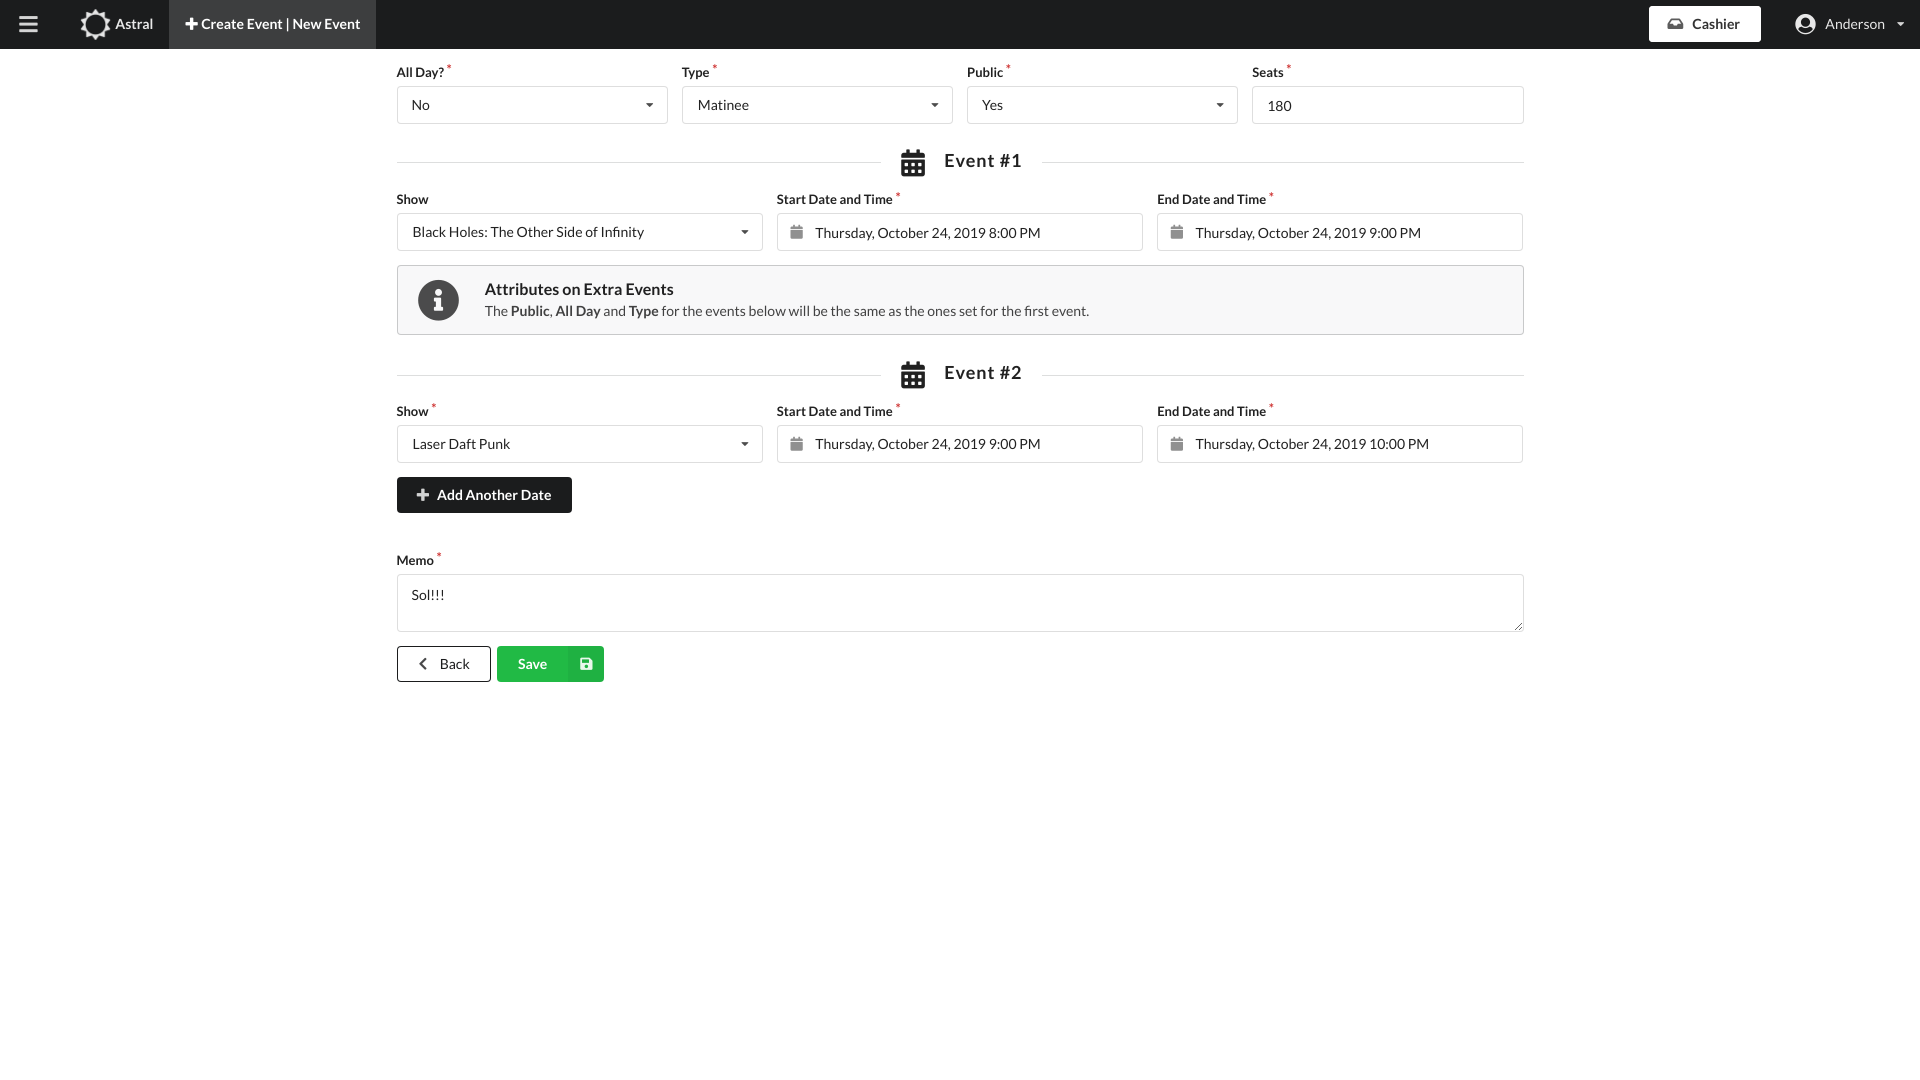 Astral
Create Event | New Event
Cashier
Anderson
All Day? *
Type *
Public *
Seats *
No
Matinee
Yes
180
Event #1
Show
Start Date and Time *
End Date and Time *
Black Holes: The Other Side of Infinity
Thursday, October 24, 2019 8:00 PM
Thursday, October 24, 2019 9:00 PM
Attributes on Extra Events
The Public, All Day and Type for the events below will be the same as the ones set for the first event.
Event #2
Show *
Start Date and Time *
End Date and Time *
Laser Daft Punk
Thursday, October 24, 2019 9:00 PM
Thursday, October 24, 2019 10:00 PM
Add Another Date
Memo *
Sol!!!
Back
Save